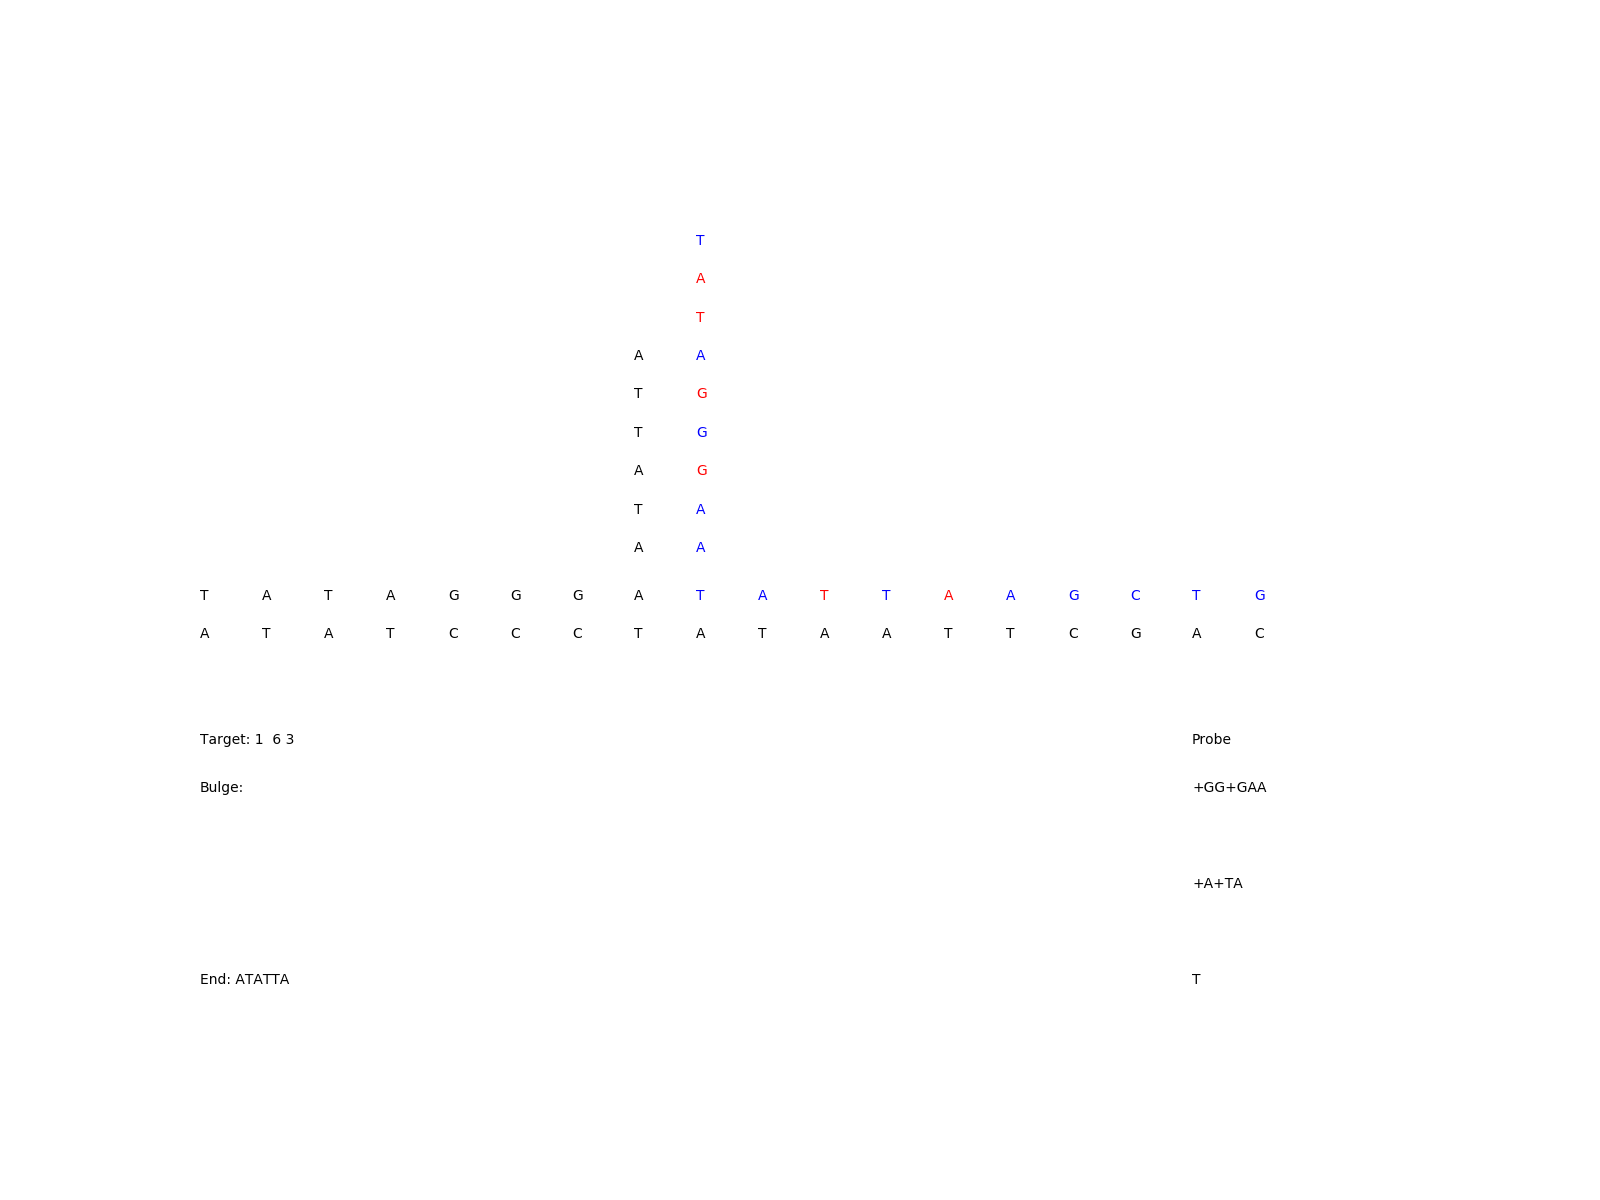 T
A
T
A A
T G
T G
A G
T A
A A
T A T A G G G A T A T T A A G C T G
A T A T C C C T A T A A T T C G A C
Target: 1  6 3 Probe
Bulge: +GG+GAA
+A+TA
End: ATATTA T